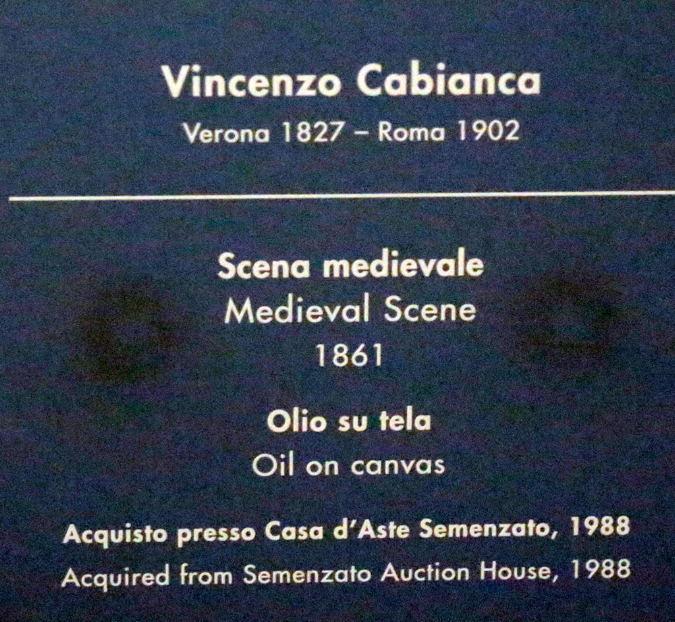 Vincenzo Cabianca
Verona 1827 – Roma 1902
Scena medievale
Medieval Scene
1861
Olio su tela
Oil on canvas
Acquisto presso Casa d'Aste Semenzato, 1988
Acquired from Semenzato Auction House, 1988